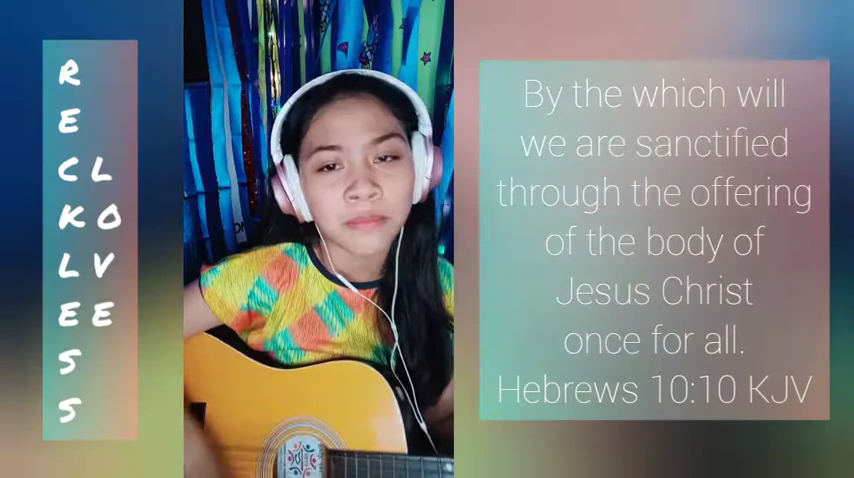 RECKLESS
LOVE
By the which will
we are sanctified
through the offering
of the body of
Jesus Christ
once for all.
Hebrews 10:10 KJV